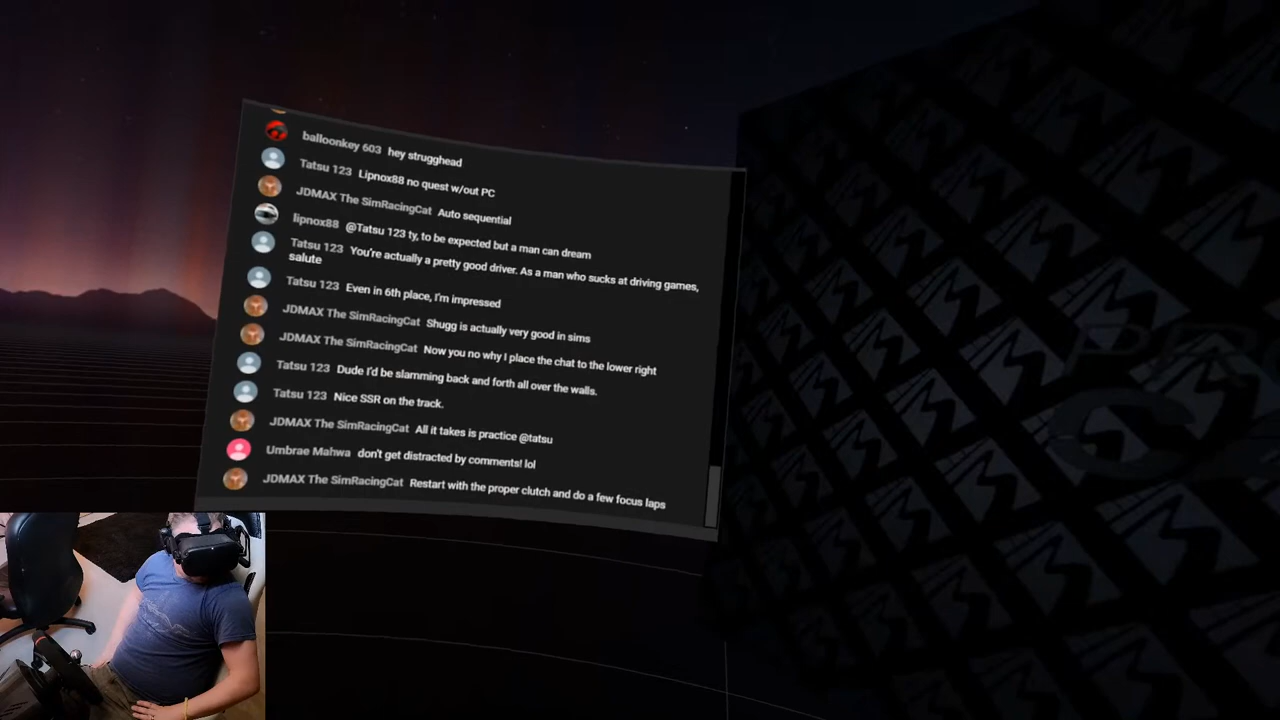 balloonkey 603 hey strugghead
Tatsu 123 Lipnox88 no quest w/out PC
JDMAX The SimRacingCat Auto sequential
lipnox88 @Tatsu 123 ty, to be expected but a man can dream
Tatsu 123 You're actually a pretty good driver. As a man who sucks at driving games,
salute
Tatsu 123 Even in 6th place, I'm impressed
JDMAX The SimRacingCat Shugg is actually very good in sims
JDMAX The SimRacingCat Now you no why I place the chat to the lower right
Tatsu 123 Dude I'd be slamming back and forth all over the walls.
Tatsu 123 Nice SSR on the track.
JDMAX The SimRacingCat All it takes is practice @tatsu
Umbrae Mahwa don't get distracted by comments! lol
JDMAX The SimRacingCat Restart with the proper clutch and do a few focus laps